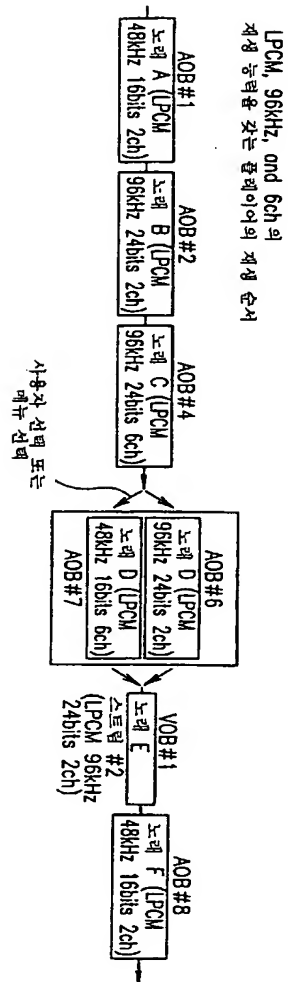 LPCM, 96kHz, and 6ch의
재생 능력을 갖는 플레이어의 재생 순서
AOB#1
노래 A (LPCM
48kHz 16bits 2ch)
AOB#2
노래 B (LPCM
96kHz 24bits 2ch)
AOB#4
노래 C (LPCM
96kHz 24bits 6ch)
사용자 선택 또는
메뉴 선택
AOB#6
노래 D (LPCM
96kHz 24bits 2ch)
노래 D (LPCM
48kHz 16bits 6ch)
AOB#7
VOB#1
노래 E
스트림 #2
(LPCM 96kHz
24bits 2ch)
AOB#8
노래 F (LPCM
48kHz 16bits 2ch)